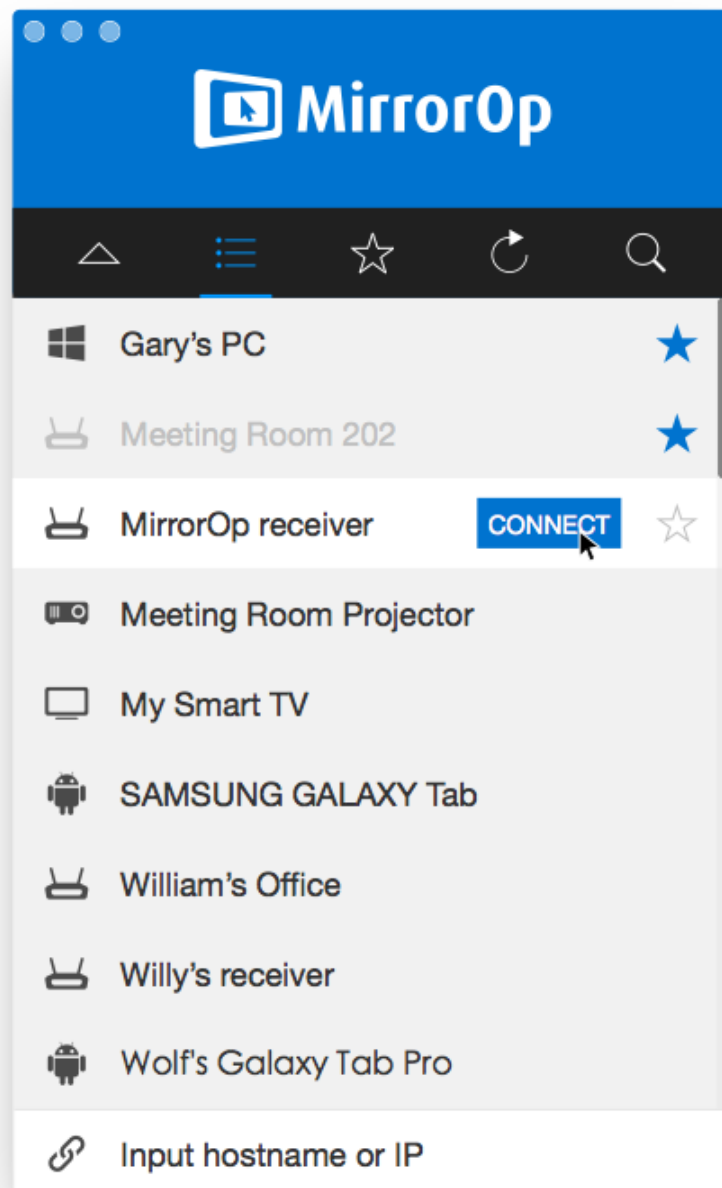 MirrorOp
Gary’s PC
Meeting Room 202
MirrorOp receiver CONNECT
Meeting Room Projector
My Smart TV
SAMSUNG GALAXY Tab
William’s Office
Willy’s receiver
Wolf's Galaxy Tab Pro
Input hostname or IP